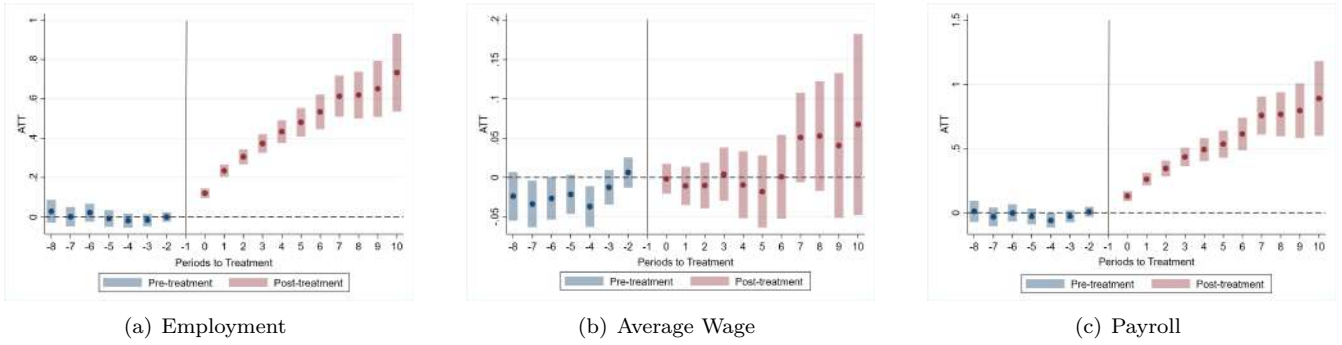 1
.8
.6
.4
.2
0
ATT
-8 -7 -6 -5 -4 -3 -2 -1 0 1 2 3 4 5 6 7 8 9 10
Periods to Treatment
Pre-treatment Post-treatment
(a) Employment
.2
.15
.1
.05
0
-.05
ATT
-8 -7 -6 -5 -4 -3 -2 -1 0 1 2 3 4 5 6 7 8 9 10
Periods to Treatment
Pre-treatment Post-treatment
(b) Average Wage
1.5
1
.5
0
ATT
-8 -7 -6 -5 -4 -3 -2 -1 0 1 2 3 4 5 6 7 8 9 10
Periods to Treatment
Pre-treatment Post-treatment
(c) Payroll